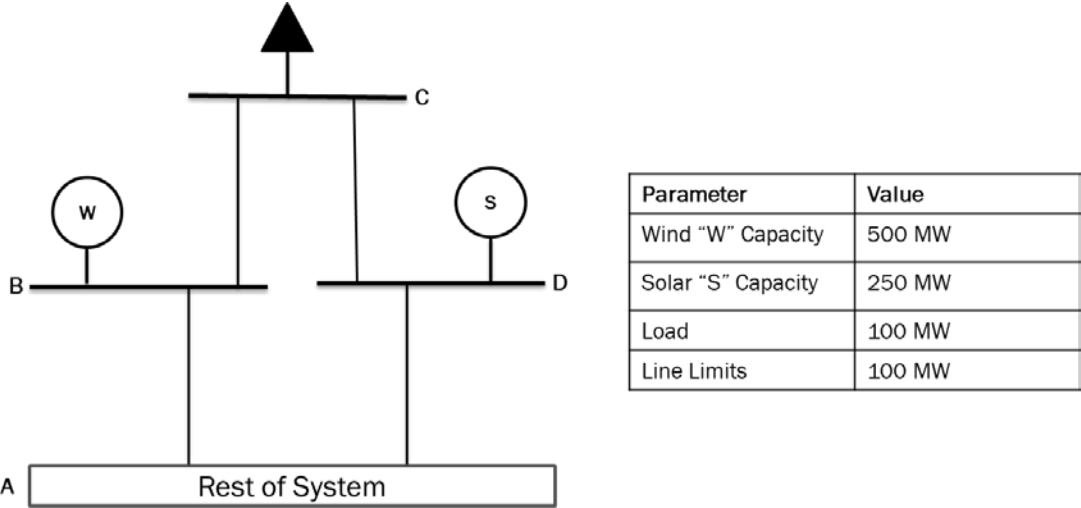 C
W
S
B
D
A
Rest of System
Parameter Value
Wind “W” Capacity 500 MW
Solar “S” Capacity 250 MW
Load 100 MW
Line Limits 100 MW